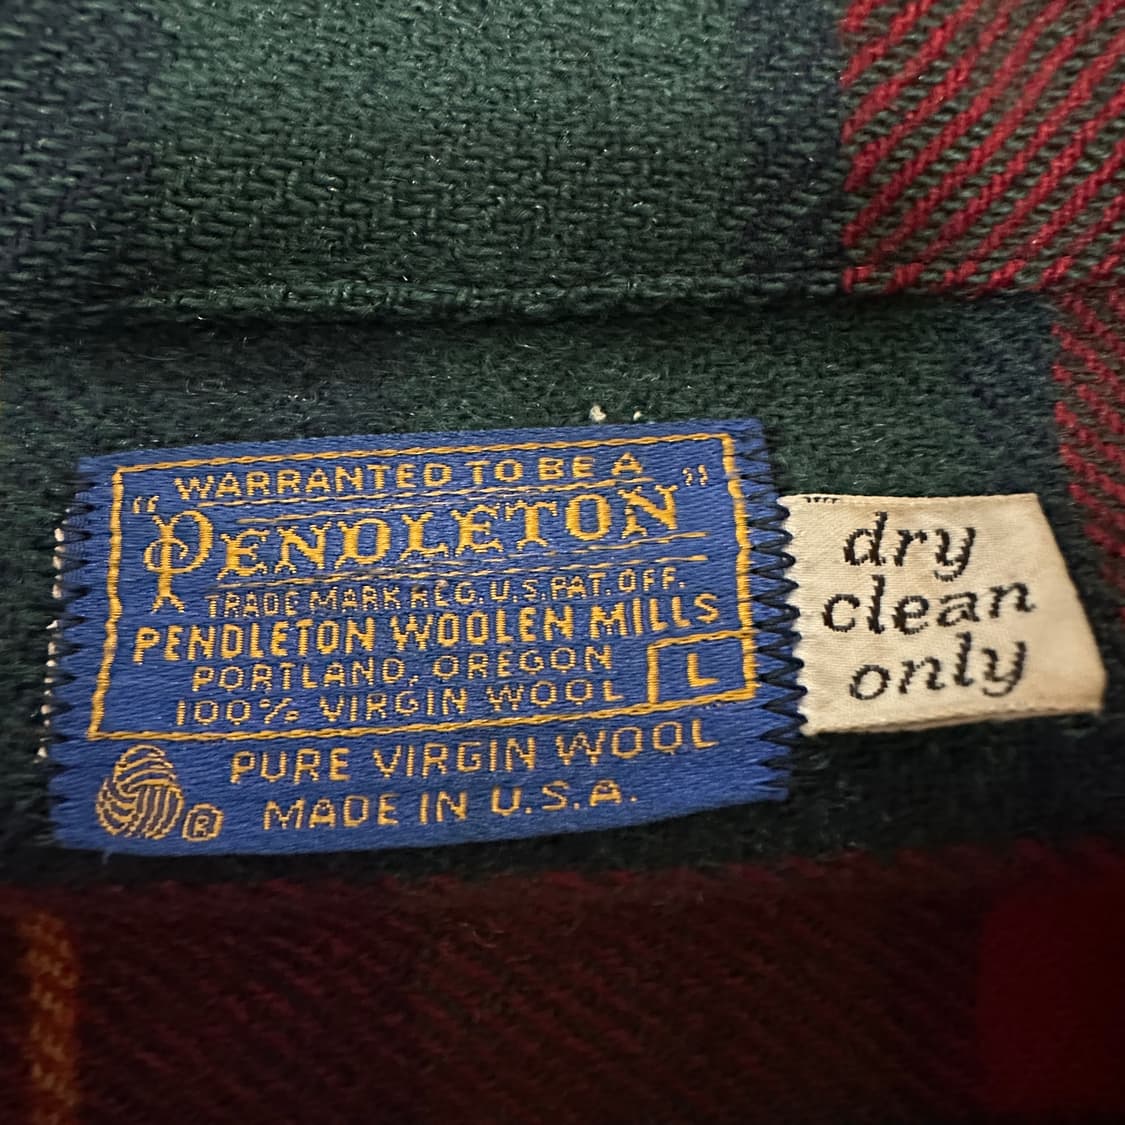 WARRANTED TO BE A
"PENDLETON"
TRADE MARK REG. U.S. PAT. OFF.
PENDLETON WOOLEN MILLS
PORTLAND, OREGON
100% VIRGIN WOOL
L
PURE VIRGIN WOOL
® MADE IN U.S.A.
dry
clean
only